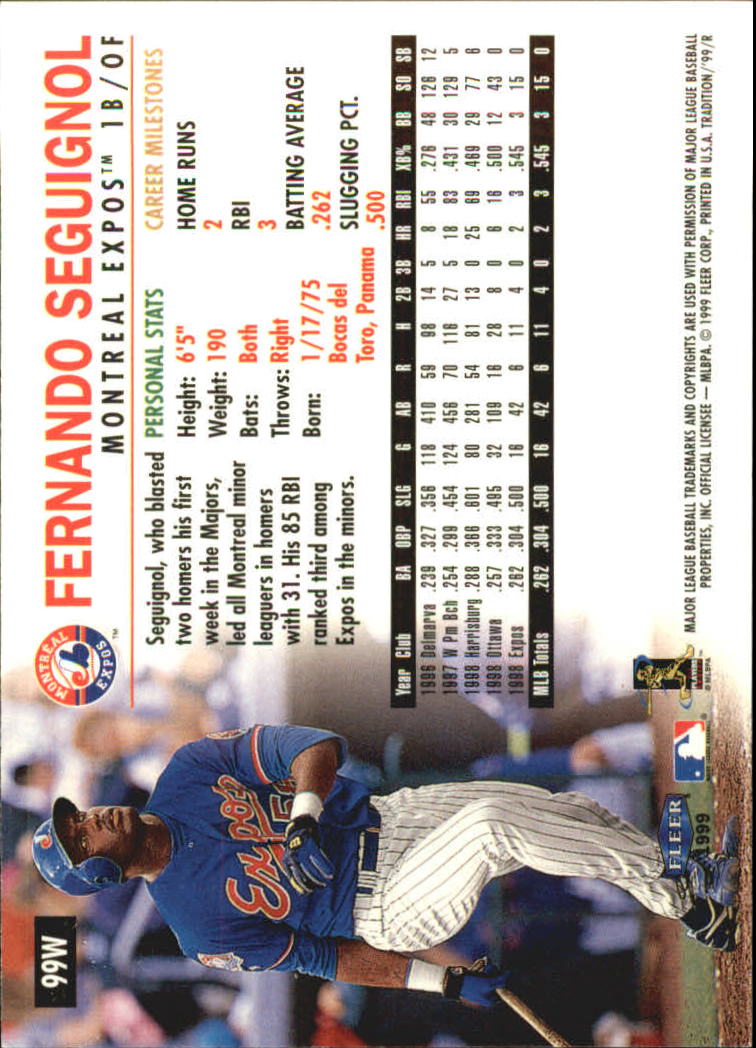 99W
MONTREAL
EXPOS
TM
FERNANDO SEGUIGNOL
MONTREAL EXPOS™ 1B/OF
Seguignol, who blasted
two homers his first
week in the Majors,
led all Montreal minor
leaguers in homers
with 31. His 85 RBI
ranked third among
Expos in the minors.
PERSONAL STATS
Height: 6'5"
Weight: 190
Bats: Both
Throws: Right
Born: 1/17/75
Bocas del
Toro, Panama
CAREER MILESTONES
HOME RUNS
2
RBI
3
BATTING AVERAGE
.262
SLUGGING PCT.
.500
Year Club BA OBP SLG G AB R H 2B 3B HR RBI XB% BB SO SB
1996 Delmarva .239 .327 .356 118 410 59 98 14 5 8 55 .276 48 126 12
1997 W Pm Bch .254 .299 .454 124 456 70 116 27 5 18 83 .431 30 129 5
1998 Harrisburg .288 .366 .601 80 281 54 81 13 0 25 69 .469 29 77 6
1998 Ottawa .257 .333 .495 32 109 16 28 8 0 6 16 .500 12 43 0
1998 Expos .262 .304 .500 16 42 6 11 4 0 2 3 .545 3 15 0
MLB Totals .262 .304 .500 16 42 6 11 4 0 2 3 .545 3 15 0
Expos
5
FLEER
1999
PLAYERS
© MLBPA
MAJOR LEAGUE BASEBALL TRADEMARKS AND COPYRIGHTS ARE USED WITH PERMISSION OF MAJOR LEAGUE BASEBALL
PROPERTIES, INC. OFFICIAL LICENSEE — MLBPA. © 1999 FLEER CORP., PRINTED IN U.S.A. TRADITION/'99/R